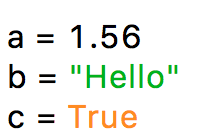 a = 1.56
b = "Hello"
c = True